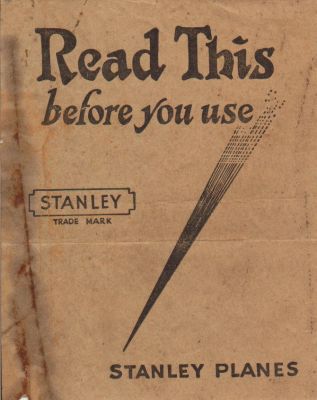 Read This
before you use
STANLEY
TRADE MARK
STANLEY PLANES